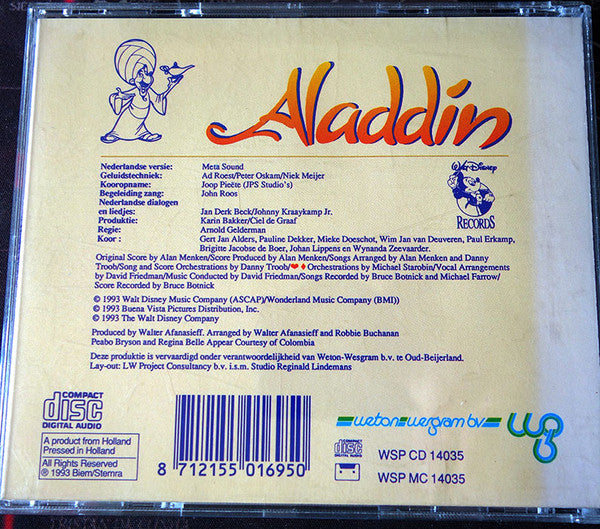 Aladdin
Nederlandse versie: Meta Sound
Geluidstechniek: Ad Roest/Peter Oskam/Niek Meijer
Kooropname: Joop Pieëte (JPS Studio's)
Begeleiding zang: John Roos
Nederlandse dialogen
en liedjes: Jan Derk Beck/Johnny Kraaykamp Jr.
Produktie: Karin Bakker/Ciel de Graaf
Regie: Arnold Gelderman
Koor : Gert Jan Alders, Pauline Dekker, Mieke Doeschot, Wim Jan van Deuveren, Paul Erkamp,
Brigitte Jacobse de Boer, Johan Lippens en Wynanda Zeevaarder.
WALT DISNEY
RECORDS
Original Score by Alan Menken/Score Produced by Alan Menken/Songs Arranged by Alan Menken and Danny
Troob/Song and Score Orchestrations by Danny Troob/❤♦Orchestrations by Michael Starobin/Vocal Arrangements
by David Friedman/Music Conducted by David Friedman/Songs Recorded by Bruce Botnick and Michael Farrow/
Score Recorded by Bruce Botnick
© 1993 Walt Disney Music Company (ASCAP)/Wonderland Music Company (BMI))
© 1993 Buena Vista Pictures Distribution, Inc.
© 1993 The Walt Disney Company
Produced by Walter Afanasieff. Arranged by Walter Afanasieff and Robbie Buchanan
Peabo Bryson and Regina Belle Appear Courtesy of Colombia
Deze produktie is vervaardigd onder verantwoordelijkheid van Weton-Wesgram b.v. te Oud-Beijerland.
Lay-out: LW Project Consultancy b.v. i.s.m. Studio Reginald Lindemans
COMPACT
disc
DIGITAL AUDIO
A product from Holland
Pressed in Holland
All Rights Reserved
℗ 1993 Biem/Stemra
8 712155 016950
weton wesgram bv
COMPACT
disc
DIGITAL AUDIO
WSP CD 14035
WSP MC 14035